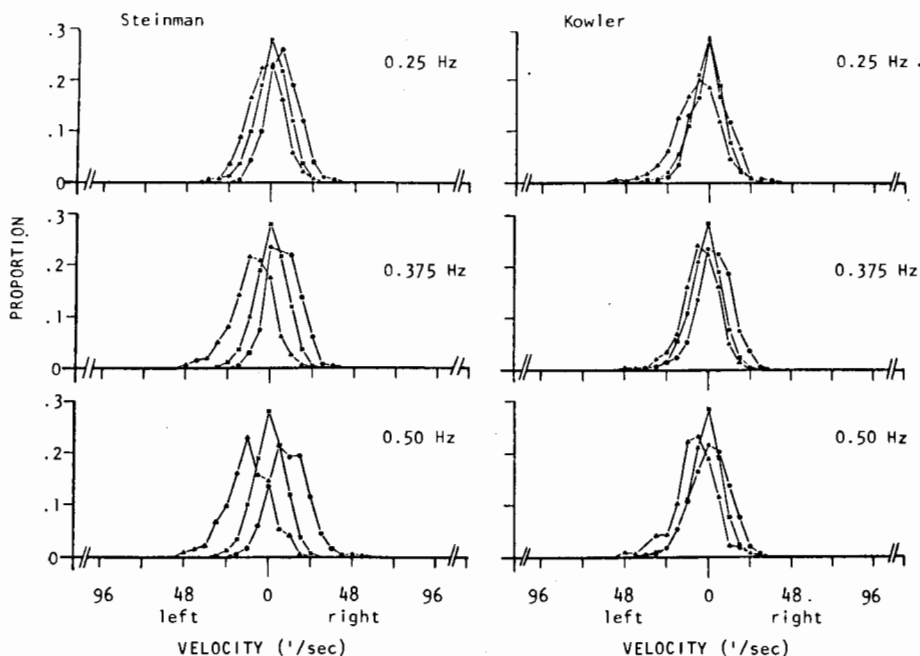 Steinman
Kowler
.3
.2
.1
0
0.25 Hz
0.25 Hz
.3
.2
.1
0
0.375 Hz
0.375 Hz
.3
.2
.1
0
0.50 Hz
0.50 Hz
PROPORTION
96 48 0 48 96
left right
VELOCITY ('/sec)
96 48 0 48. 96
left right
VELOCITY ('/sec)